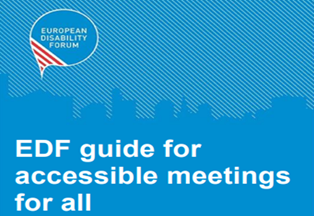 EUROPEAN
DISABILITY
FORUM
EDF guide for
accessible meetings
for all